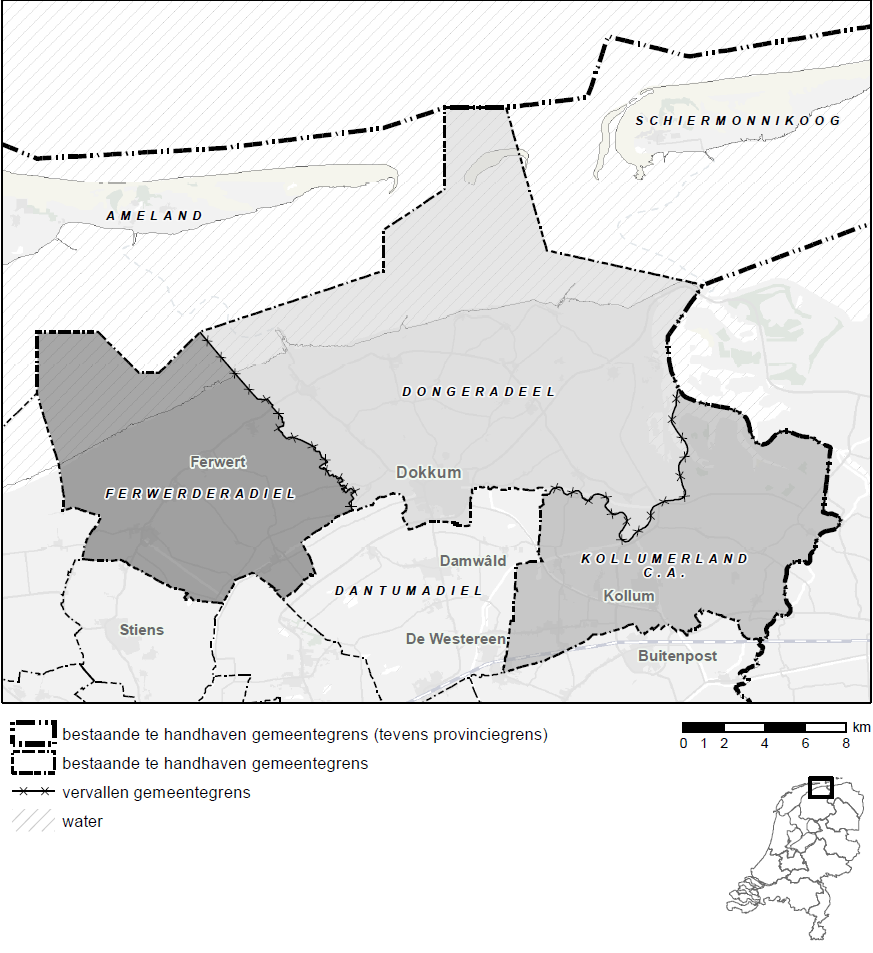 SCHIERMONNIKOOG
AMELAND
DONGERADEEL
Ferwert
Dokkum
FERWERDERADIEL
Damwâld
KOLLUMERLAND
C.A.
DANTUMADIEL
Kollum
Stiens
De Westereen
Buitenpost
bestaande te handhaven gemeentegrens (tevens provinciegrens)
bestaande te handhaven gemeentegrens
vervallen gemeentegrens
water
km
0 1 2 4 6 8